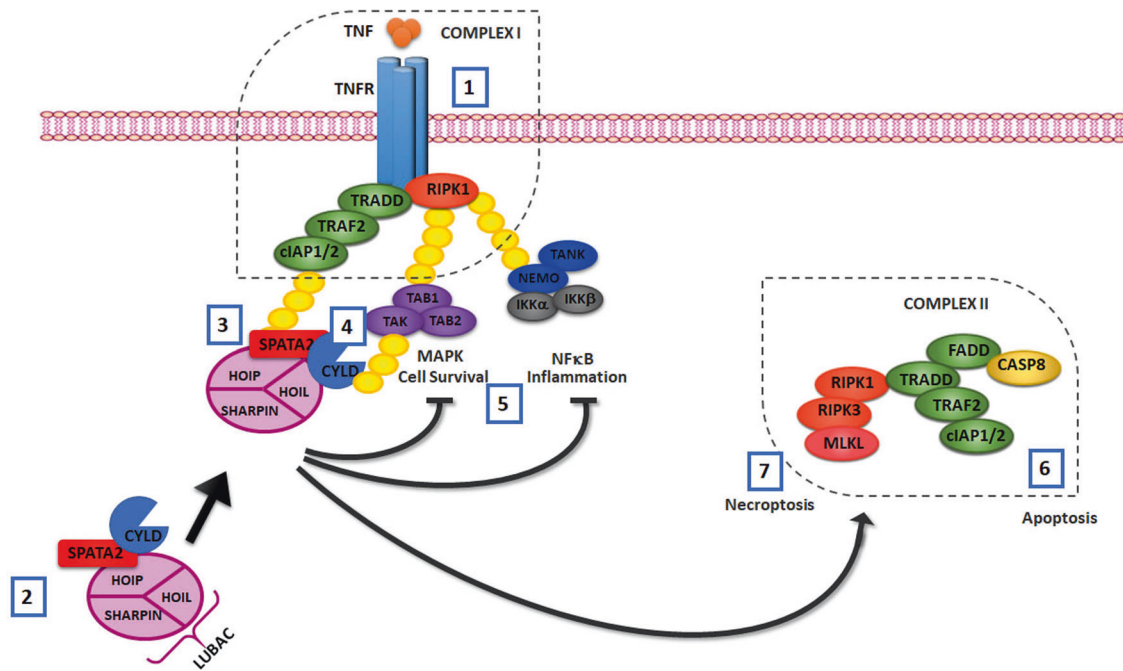 TNF
COMPLEX I
TNFR
1
RIPK1
TRADD
TRAF2
cIAP1/2
TANK
NEMO
IKKα
IKKβ
TAB1
TAK
TAB2
3
4
SPATA2
CYLD
HOIP
HOIL
SHARPIN
MAPK
Cell Survival
NFκB
Inflammation
5
COMPLEX II
FADD
CASP8
RIPK1
TRADD
RIPK3
TRAF2
MLKL
cIAP1/2
7
6
Necroptosis
Apoptosis
CYLD
SPATA2
2
HOIP
HOIL
SHARPIN
LUBAC